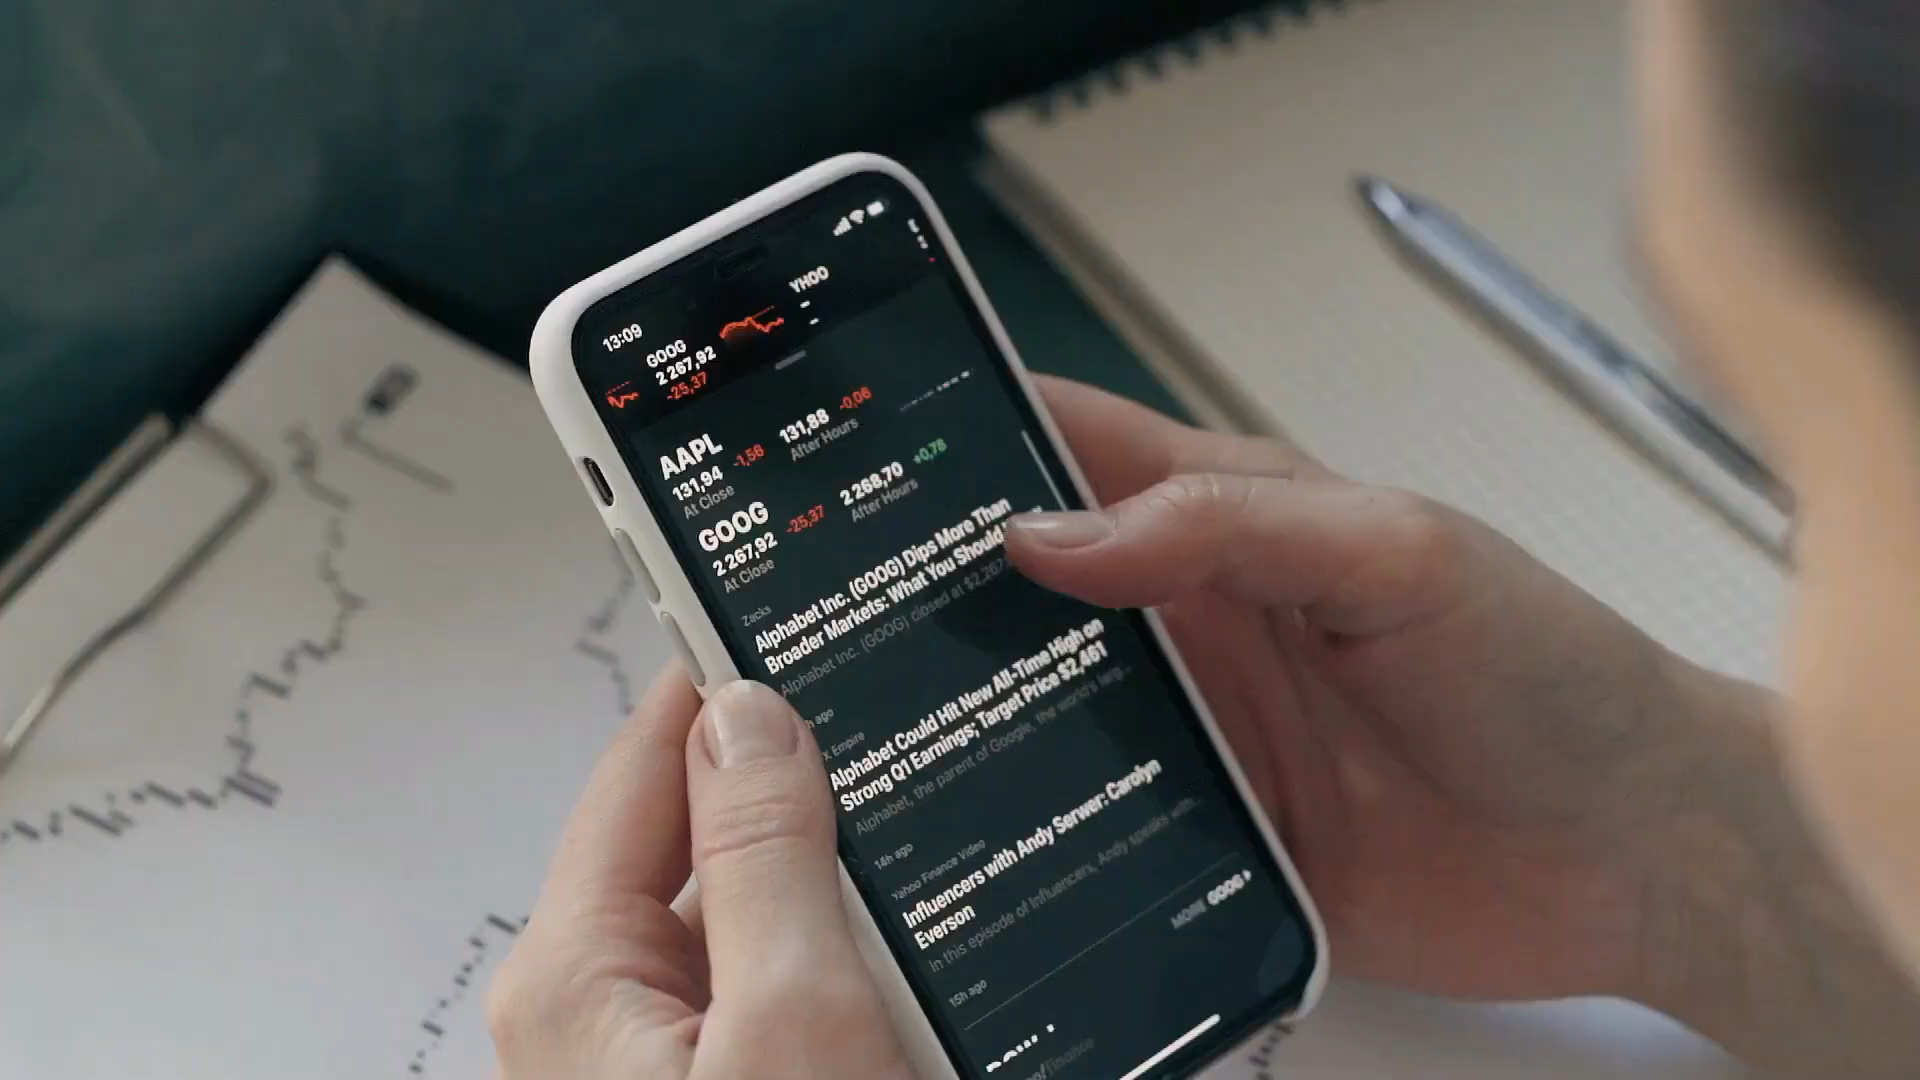 13:09
GOOG
2 267,92
-25,37
YHOO
AAPL
131,94
-1,56
At Close
131,88
-0,06
After Hours
GOOG
2 267,92
-25,37
At Close
2 268,70
+0,78
After Hours
Zacks
Alphabet Inc. (GOOG) Dips More Than
Broader Markets: What You Should
Alphabet Inc. (GOOG) closed at $2,267
h ago
X Empire
Alphabet Could Hit New All-Time High on
Strong Q1 Earnings; Target Price $2,461
Alphabet, the parent of Google, the world's larg...
14h ago
Yahoo Finance Video
Influencers with Andy Serwer: Carolyn
Everson
In this episode of Influencers, Andy speaks with...
15h ago
MORE GOOG